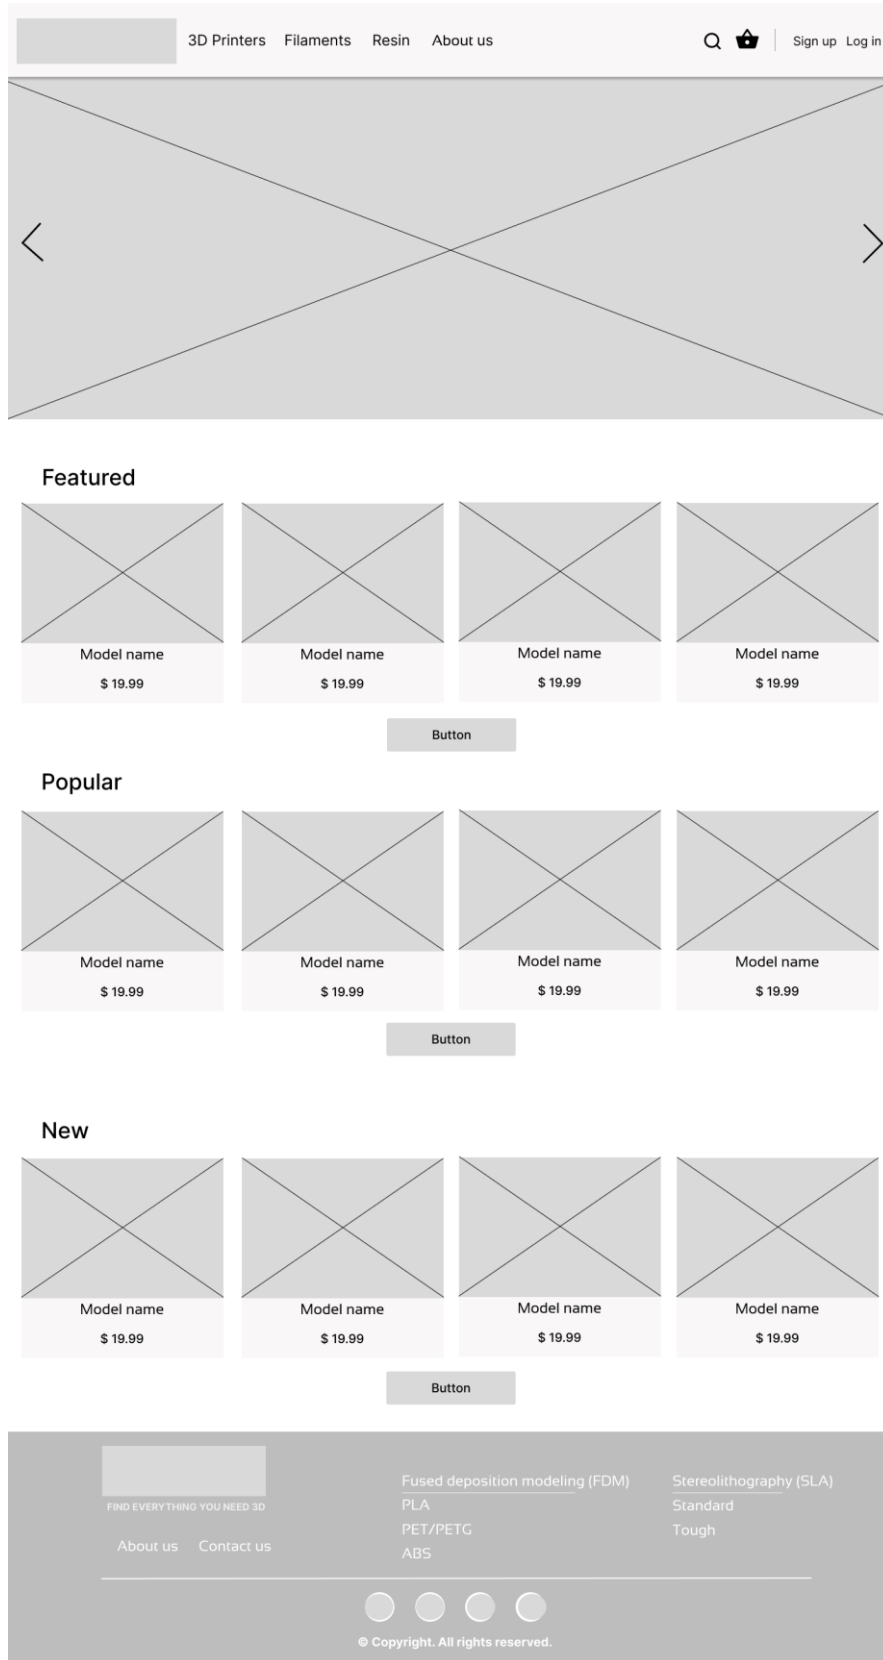 3D Printers Filaments Resin About us Sign up Log in
Featured
Model name Model name Model name Model name
$ 19.99 $ 19.99 $ 19.99 $ 19.99
Button
Popular
Model name Model name Model name Model name
$ 19.99 $ 19.99 $ 19.99 $ 19.99
Button
New
Model name Model name Model name Model name
$ 19.99 $ 19.99 $ 19.99 $ 19.99
Button
FIND EVERYTHING YOU NEED 3D
About us Contact us
Fused deposition modeling (FDM)
PLA
PET/PETG
ABS
Stereolithography (SLA)
Standard
Tough
© Copyright. All rights reserved.